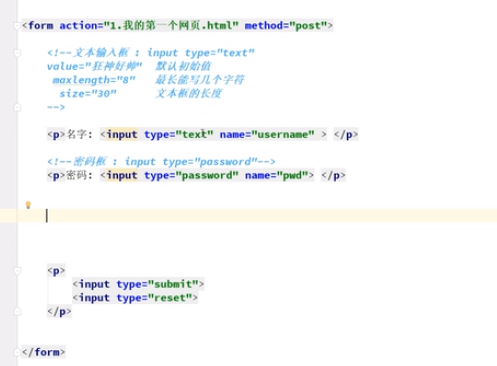 <form action="1.我的第一个网页.html" method="post">
<!--文本输入框 : input type="text"
value="狂神好帅" 默认初始值
maxlength="8" 最长能写几个字符
size="30" 文本框的长度
-->
<p>名字: <input type="text" name="username" > </p>
<!--密码框 : input type="password"-->
<p>密码: <input type="password" name="pwd"> </p>
<p>
<input type="submit">
<input type="reset">
</p>
</form>